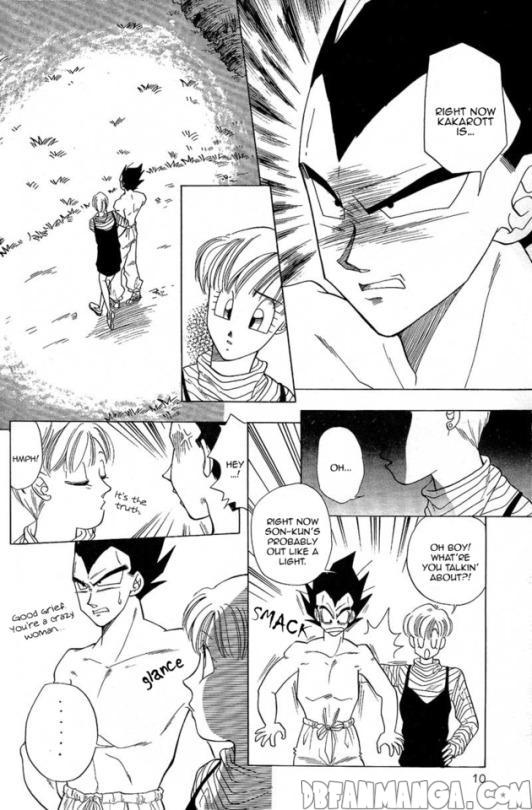 RIGHT NOW
KAKAROTT
IS...
OH...
HEY
...!
HMPH!
It's the
truth
OH BOY!
WHAT'RE
YOU TALKIN'
ABOUT?!
RIGHT NOW
SON-KUN'S
PROBABLY
OUT LIKE A
LIGHT.
SMACK
Good Grief.
You're a crazy
woman...
glance
......
10
DBFANMANGA.COM